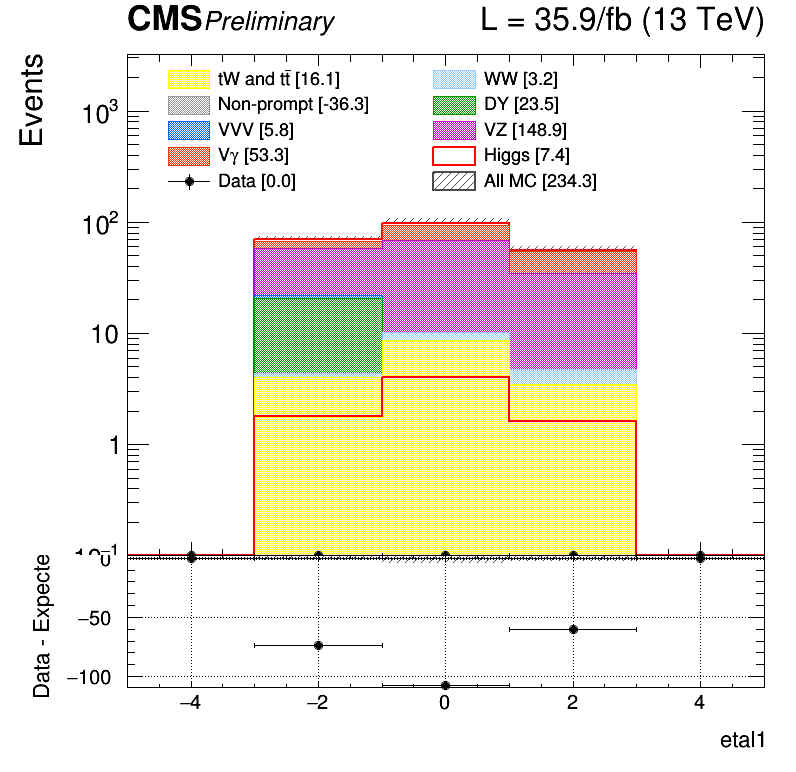 CMS Preliminary L = 35.9/fb (13 TeV)
Events
tW and tt̄ [16.1]
WW [3.2]
Non-prompt [-36.3]
DY [23.5]
VVV [5.8]
VZ [148.9]
Vγ [53.3]
Higgs [7.4]
Data [0.0]
All MC [234.3]
10³
10²
10
1
Data - Expecte
0
−50
−100
−4 −2 0 2 4
etal1